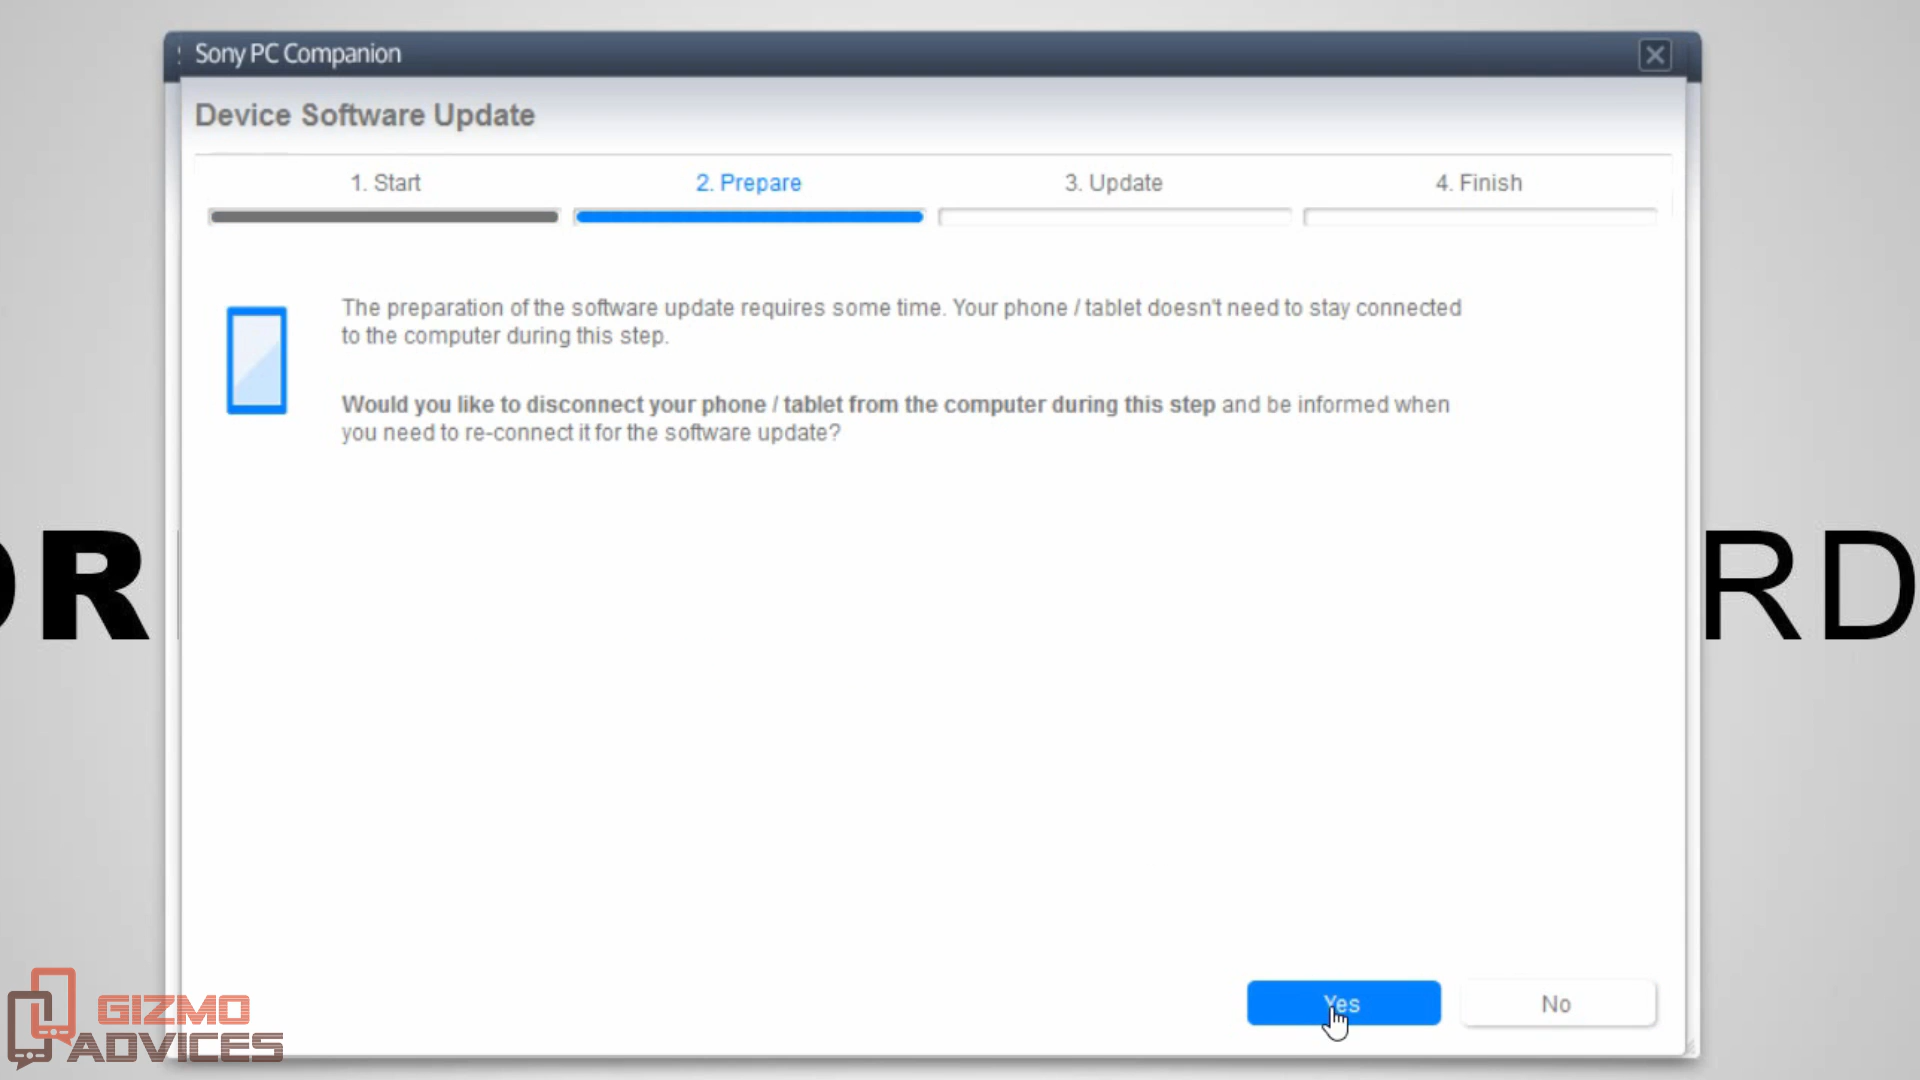 Sony PC Companion
Device Software Update
1. Start
2. Prepare
3. Update
4. Finish
The preparation of the software update requires some time. Your phone / tablet doesn't need to stay connected
to the computer during this step.
Would you like to disconnect your phone / tablet from the computer during this step and be informed when
you need to re-connect it for the software update?
OR
RD
Yes
No
GIZMO
ADVICES